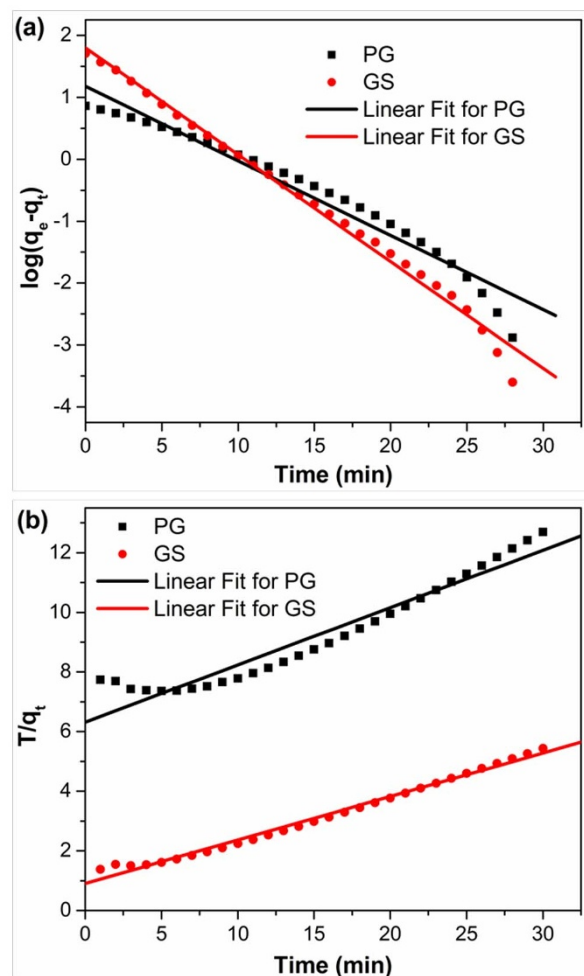 (a)
2
1
0
-1
-2
-3
-4
log(qₑ-qₜ)
PG
GS
Linear Fit for PG
Linear Fit for GS
0 5 10 15 20 25 30
Time (min)
(b)
12
10
8
6
4
2
0
T/qₜ
PG
GS
Linear Fit for PG
Linear Fit for GS
0 5 10 15 20 25 30
Time (min)